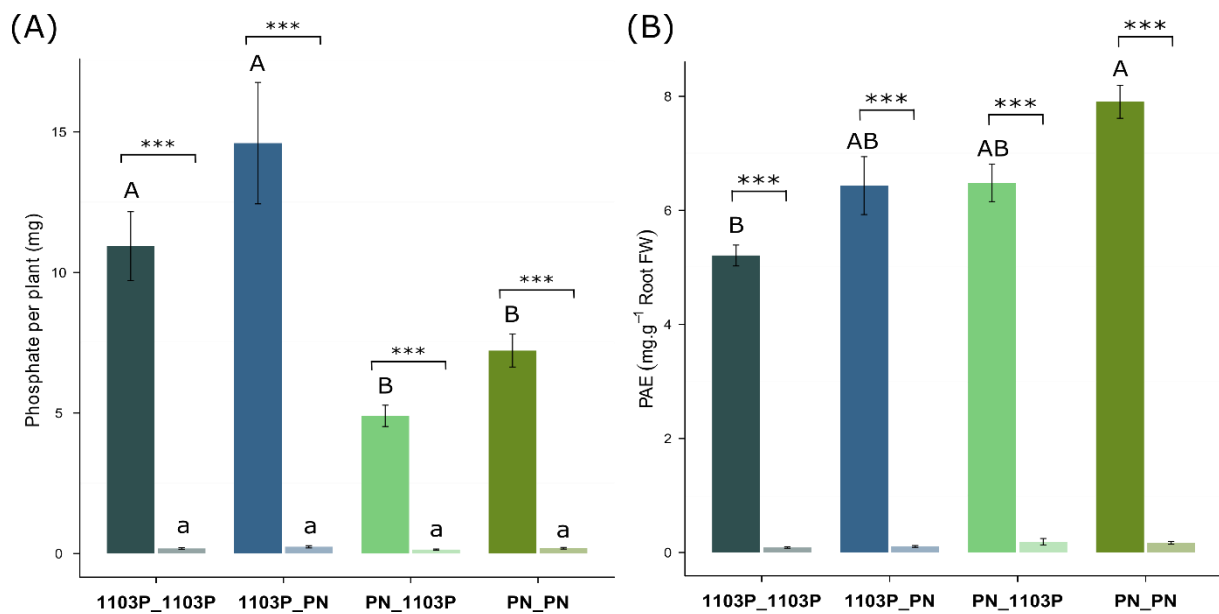 (A)
Phosphate per plant (mg)
15
10
5
0
***
A
a
***
A
a
***
B
a
***
B
a
1103P_1103P
1103P_PN
PN_1103P
PN_PN
(B)
PAE (mg.g⁻¹ Root FW)
8
6
4
2
0
***
B
***
AB
***
AB
***
A
1103P_1103P
1103P_PN
PN_1103P
PN_PN